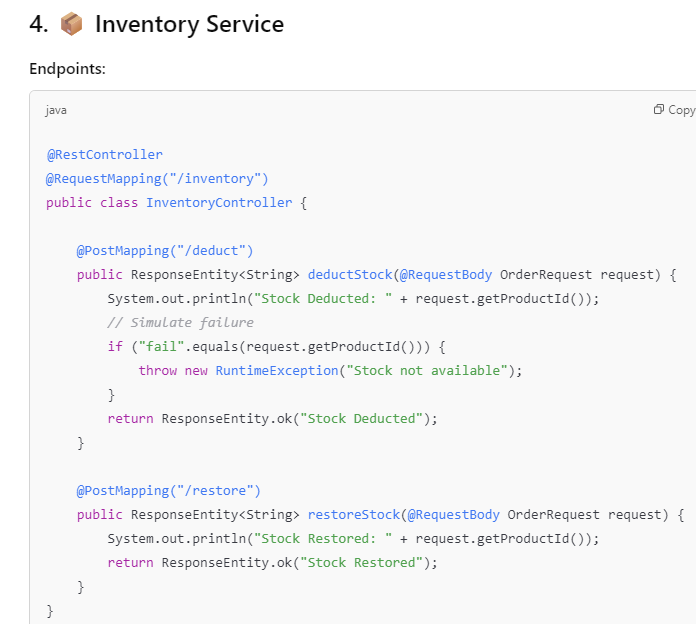 4. 📦 Inventory Service
Endpoints:
java
Copy
@RestController
@RequestMapping("/inventory")
public class InventoryController {
    @PostMapping("/deduct")
    public ResponseEntity<String> deductStock(@RequestBody OrderRequest request) {
        System.out.println("Stock Deducted: " + request.getProductId());
        // Simulate failure
        if ("fail".equals(request.getProductId())) {
            throw new RuntimeException("Stock not available");
        }
        return ResponseEntity.ok("Stock Deducted");
    }
    @PostMapping("/restore")
    public ResponseEntity<String> restoreStock(@RequestBody OrderRequest request) {
        System.out.println("Stock Restored: " + request.getProductId());
        return ResponseEntity.ok("Stock Restored");
    }
}